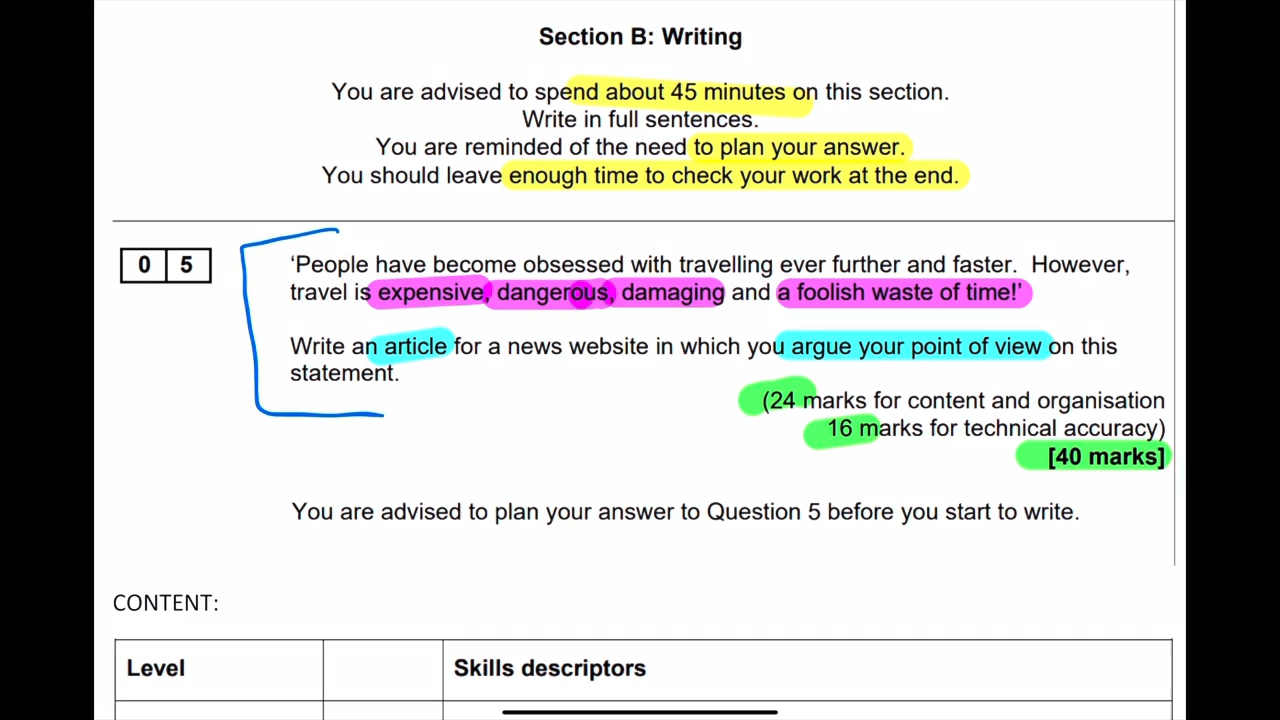 Section B: Writing
You are advised to spend about 45 minutes on this section.
Write in full sentences.
You are reminded of the need to plan your answer.
You should leave enough time to check your work at the end.
0 5
‘People have become obsessed with travelling ever further and faster. However,
travel is expensive, dangerous, damaging and a foolish waste of time!’
Write an article for a news website in which you argue your point of view on this
statement.
(24 marks for content and organisation
16 marks for technical accuracy)
[40 marks]
You are advised to plan your answer to Question 5 before you start to write.
CONTENT:
Level
Skills descriptors